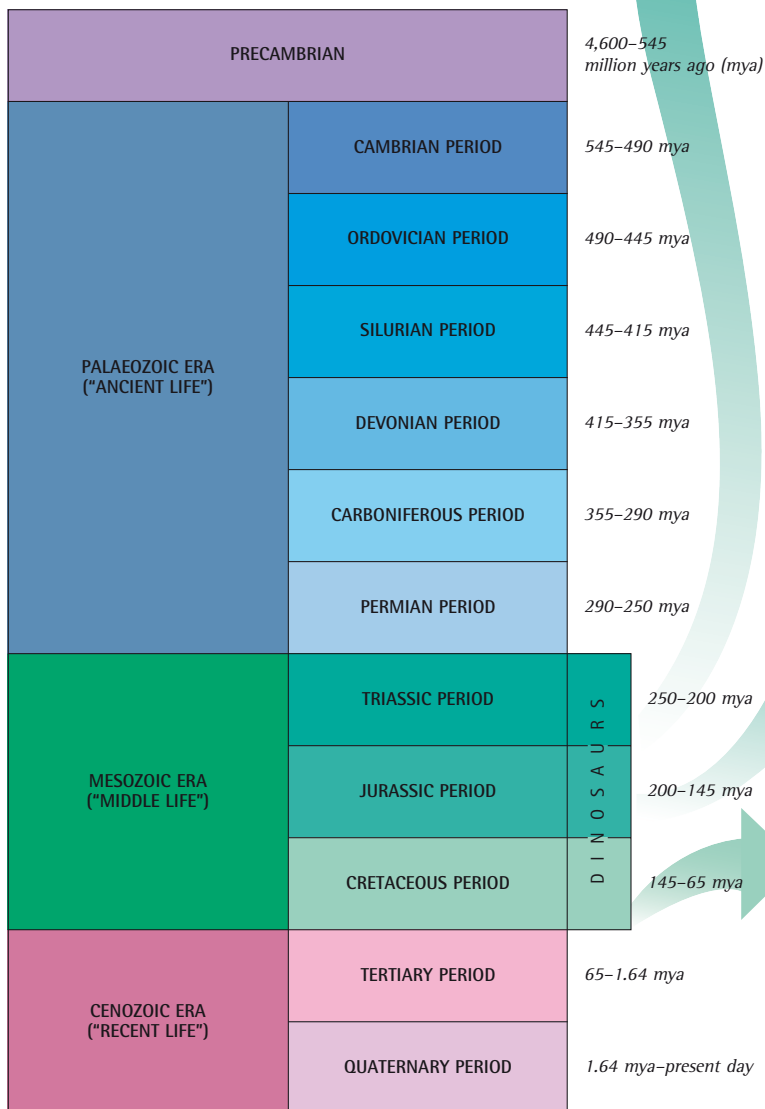 PRECAMBRIAN
4,600–545
million years ago (mya)
PALAEOZOIC ERA
("ANCIENT LIFE")
CAMBRIAN PERIOD
545–490 mya
ORDOVICIAN PERIOD
490–445 mya
SILURIAN PERIOD
445–415 mya
DEVONIAN PERIOD
415–355 mya
CARBONIFEROUS PERIOD
355–290 mya
PERMIAN PERIOD
290–250 mya
MESOZOIC ERA
("MIDDLE LIFE")
TRIASSIC PERIOD
250–200 mya
JURASSIC PERIOD
200–145 mya
CRETACEOUS PERIOD
145–65 mya
DINOSAURS
CENOZOIC ERA
("RECENT LIFE")
TERTIARY PERIOD
65–1.64 mya
QUATERNARY PERIOD
1.64 mya–present day